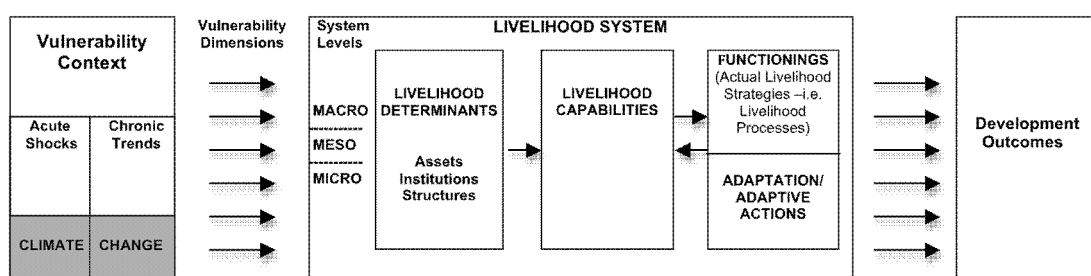 Vulnerability
Context
Acute
Shocks
Chronic
Trends
CLIMATE
CHANGE
Vulnerability
Dimensions
System
Levels
LIVELIHOOD SYSTEM
MACRO
MESO
MICRO
LIVELIHOOD
DETERMINANTS
Assets
Institutions
Structures
LIVELIHOOD
CAPABILITIES
FUNCTIONINGS
(Actual Livelihood
Strategies –i.e.
Livelihood
Processes)
ADAPTATION/
ADAPTIVE
ACTIONS
Development
Outcomes